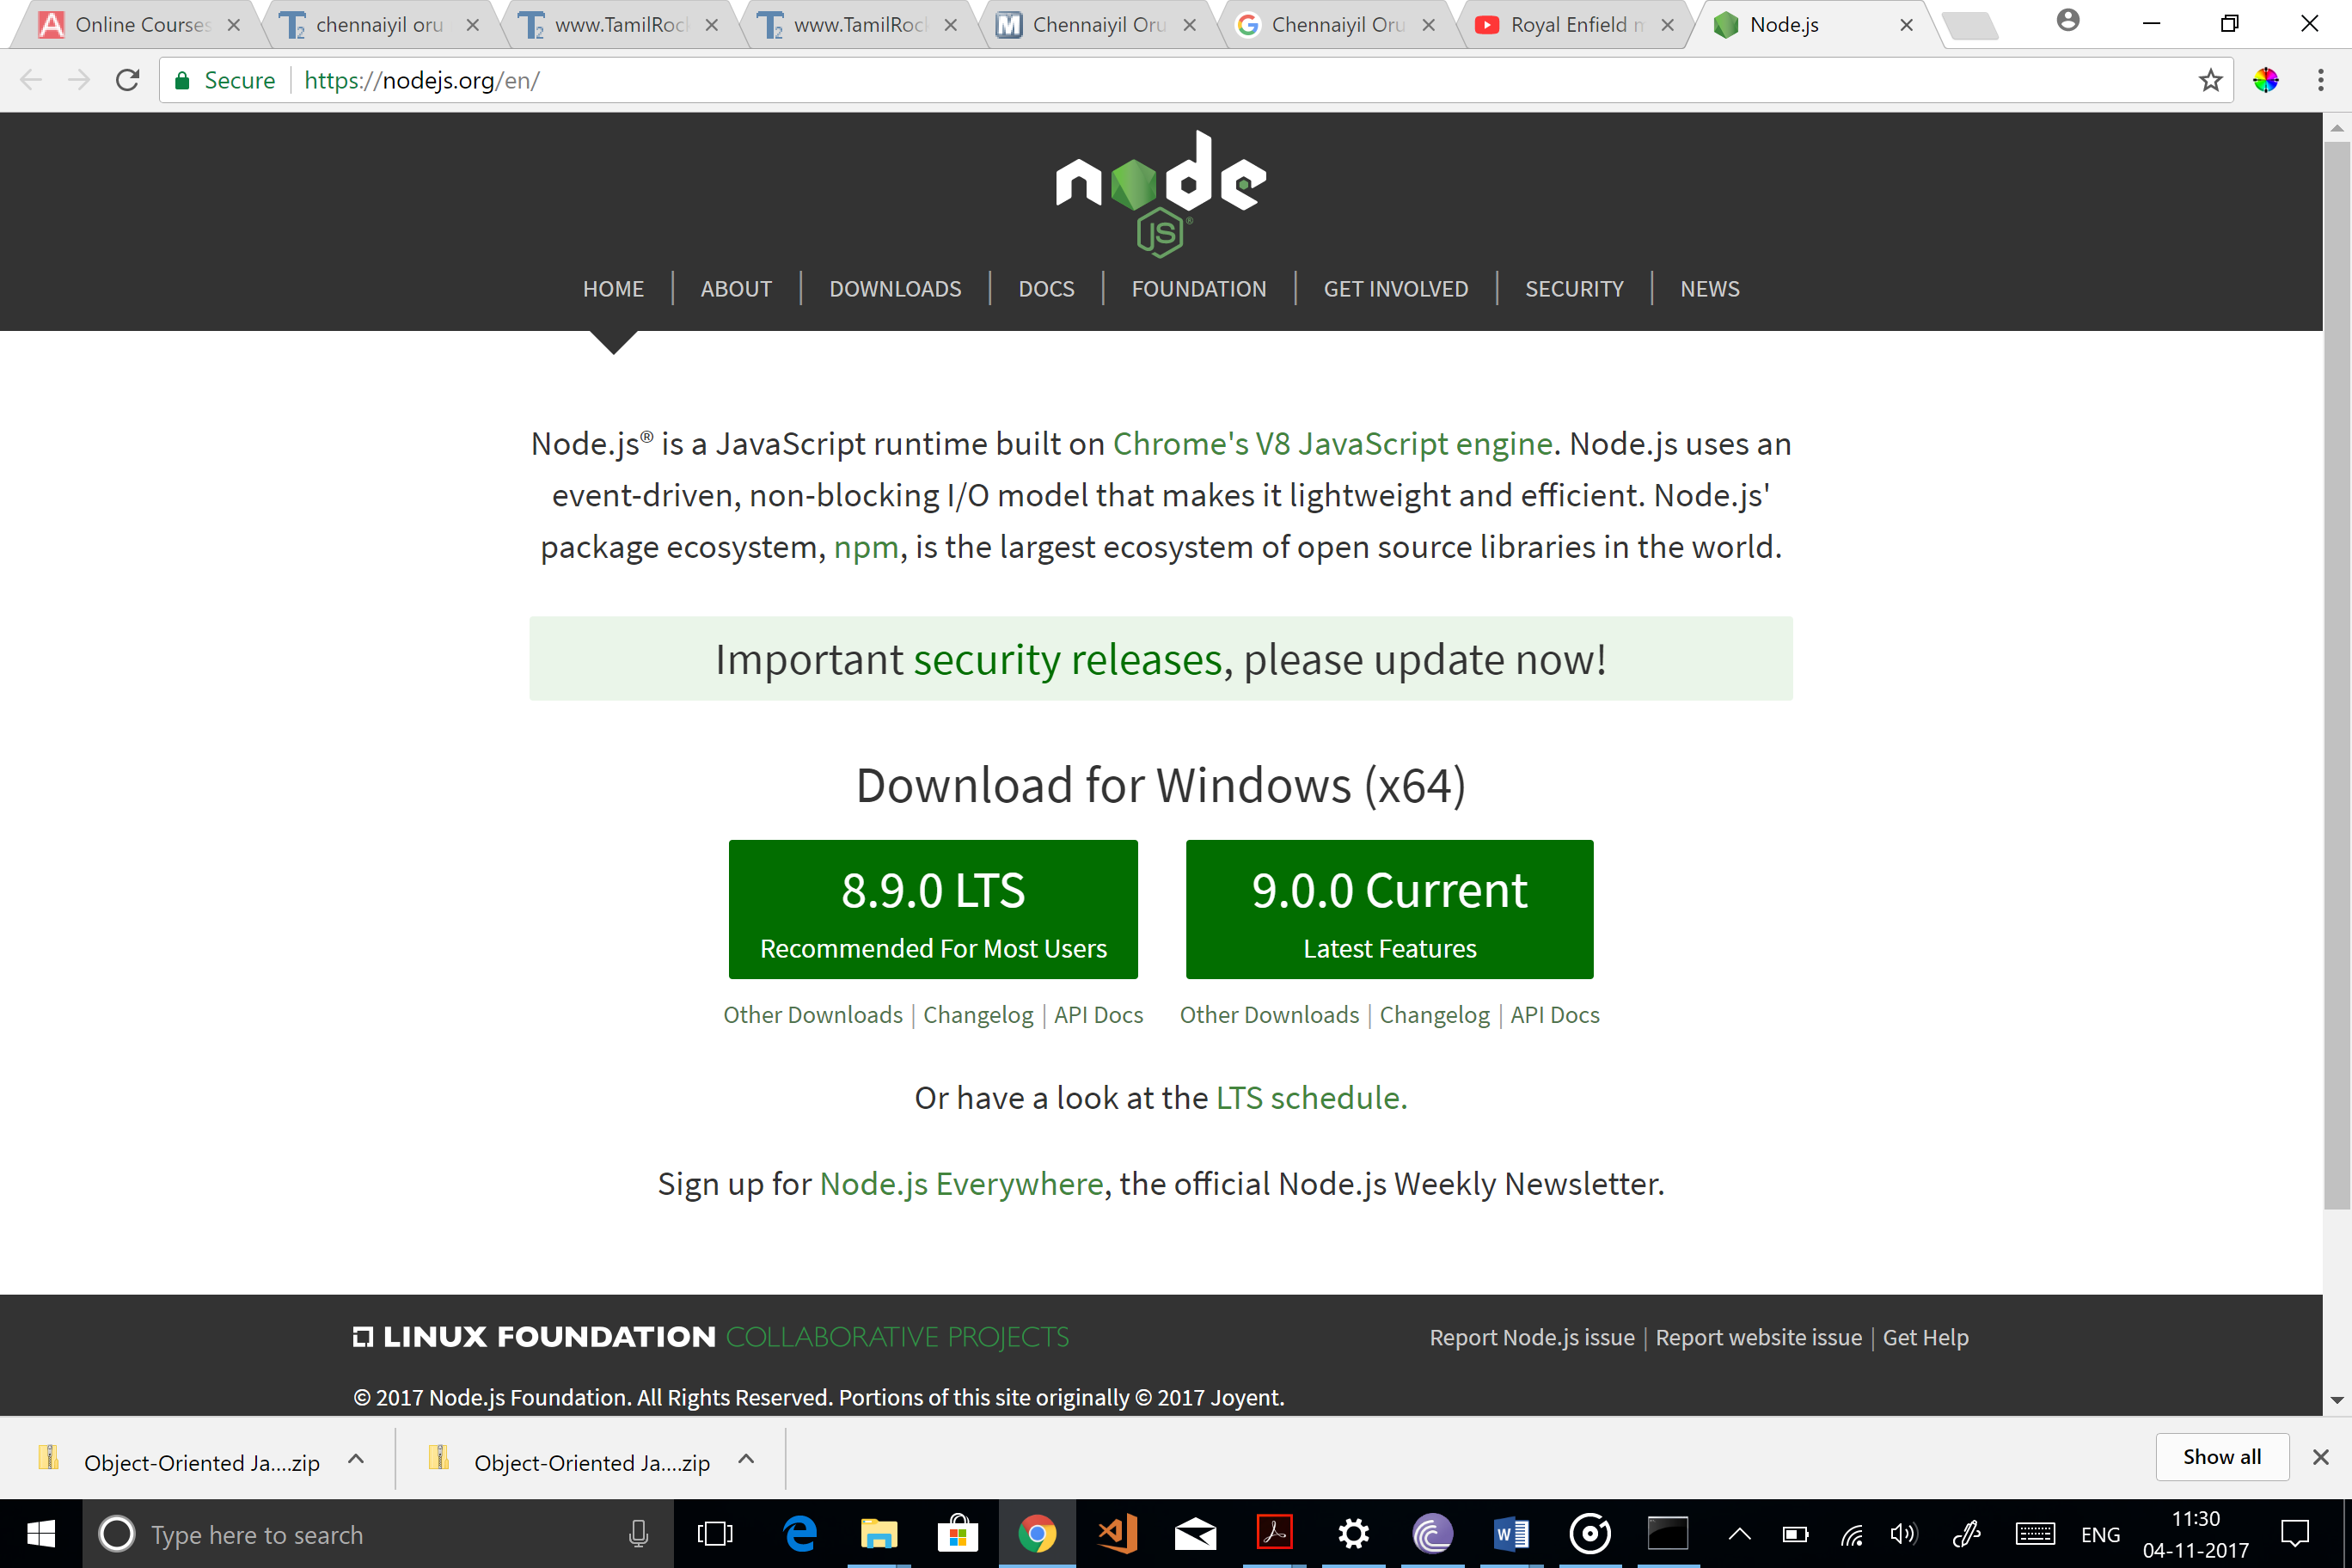 Online Courses
chennaiyil oru
www.TamilRock
www.TamilRock
Chennaiyil Oru
Chennaiyil Oru
Royal Enfield m
Node.js
Secure | https://nodejs.org/en/
node
JS®
HOME | ABOUT | DOWNLOADS | DOCS | FOUNDATION | GET INVOLVED | SECURITY | NEWS
Node.js® is a JavaScript runtime built on Chrome's V8 JavaScript engine. Node.js uses an
event-driven, non-blocking I/O model that makes it lightweight and efficient. Node.js'
package ecosystem, npm, is the largest ecosystem of open source libraries in the world.
Important security releases, please update now!
Download for Windows (x64)
8.9.0 LTS
Recommended For Most Users
9.0.0 Current
Latest Features
Other Downloads | Changelog | API Docs
Other Downloads | Changelog | API Docs
Or have a look at the LTS schedule.
Sign up for Node.js Everywhere, the official Node.js Weekly Newsletter.
LINUX FOUNDATION COLLABORATIVE PROJECTS
Report Node.js issue | Report website issue | Get Help
© 2017 Node.js Foundation. All Rights Reserved. Portions of this site originally © 2017 Joyent.
Object-Oriented Ja....zip
Object-Oriented Ja....zip
Show all
Type here to search
ENG
11:30
04-11-2017